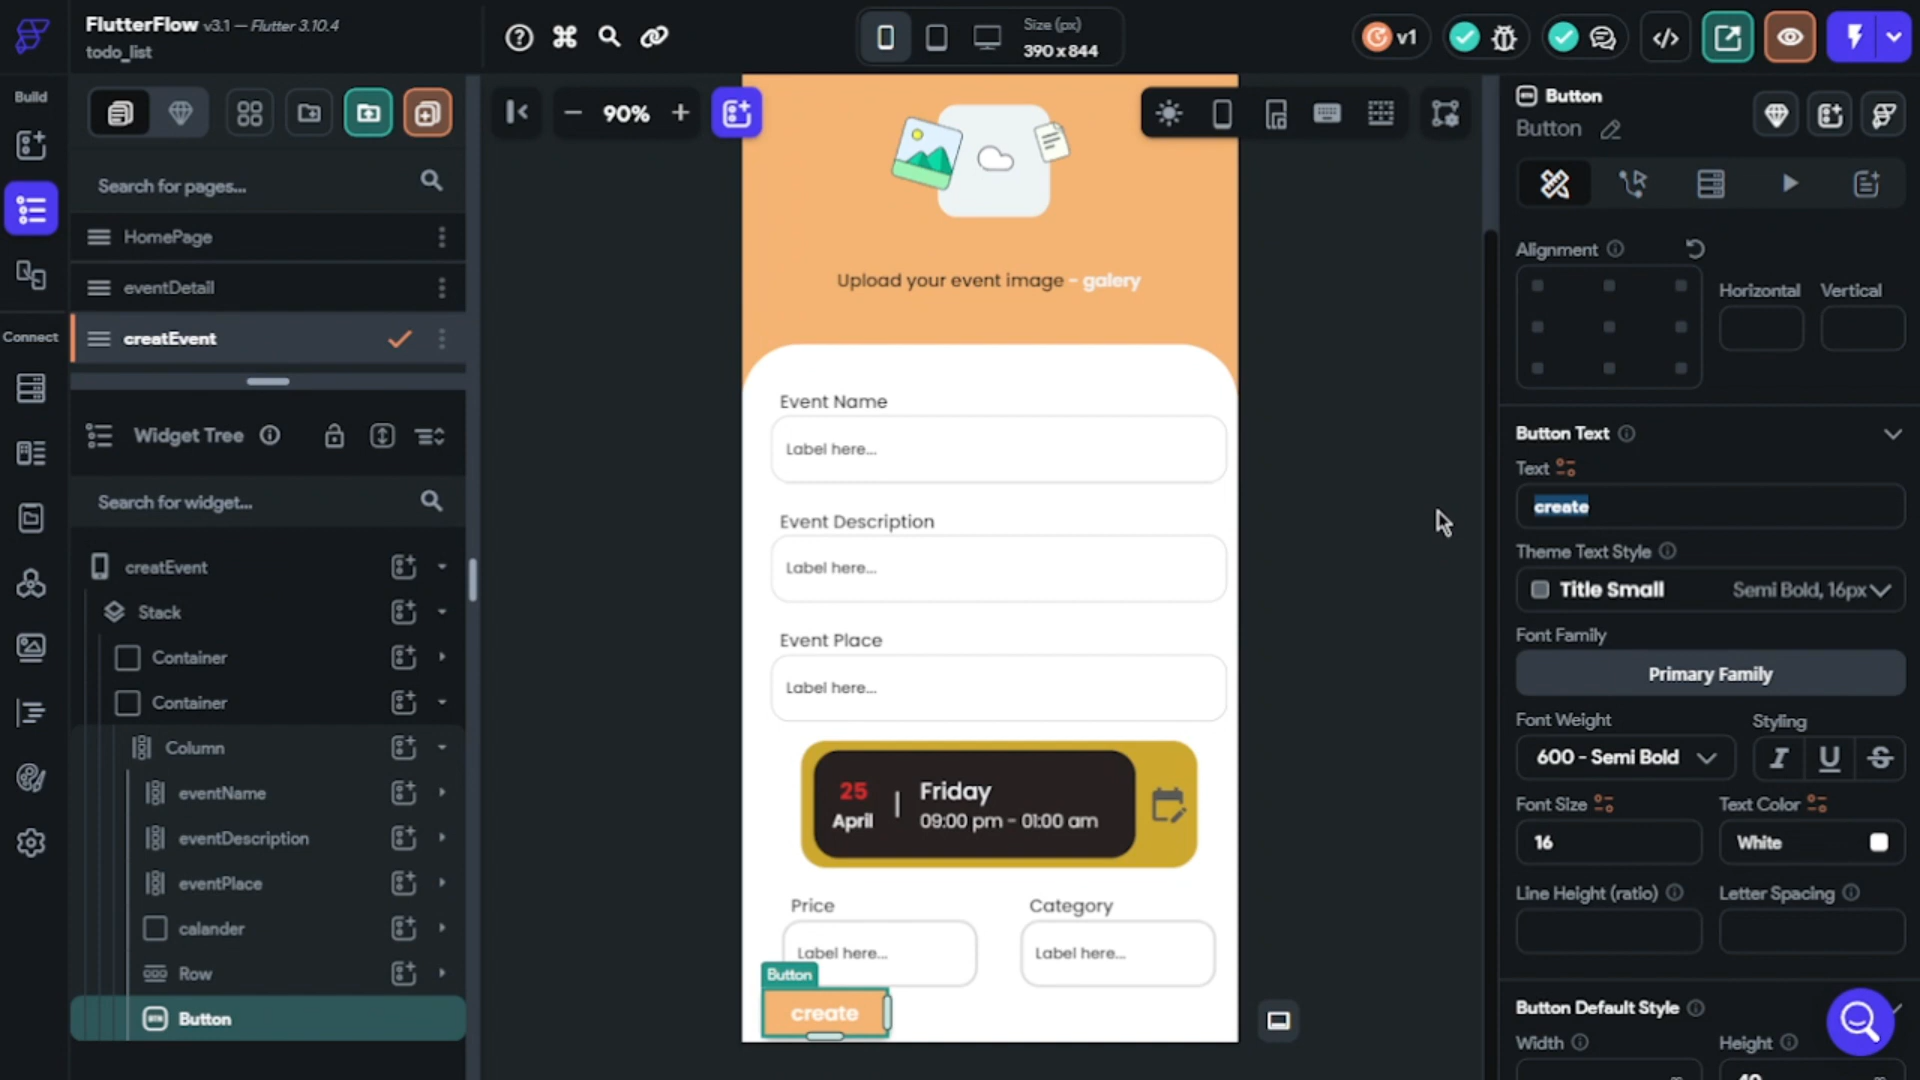 FlutterFlow v3.1 — Flutter 3.10.4
todo_list
Size (px)
390 x 844
v1
Build
Connect
90%
Search for pages...
HomePage
eventDetail
creatEvent
Widget Tree
Search for widget...
creatEvent
Stack
Container
Container
Column
eventName
eventDescription
eventPlace
calander
Row
Button
Upload your event image - galery
Event Name
Label here...
Event Description
Label here...
Event Place
Label here...
25
April
|
Friday
09:00 pm - 01:00 am
Price
Category
Label here...
Label here...
Button
create
Button
Button
Alignment
Horizontal
Vertical
Button Text
Text
create
Theme Text Style
Title Small
Semi Bold, 16px
Font Family
Primary Family
Font Weight
Styling
600 - Semi Bold
I U S
Font Size
Text Color
16
White
Line Height (ratio)
Letter Spacing
Button Default Style
Width
Height